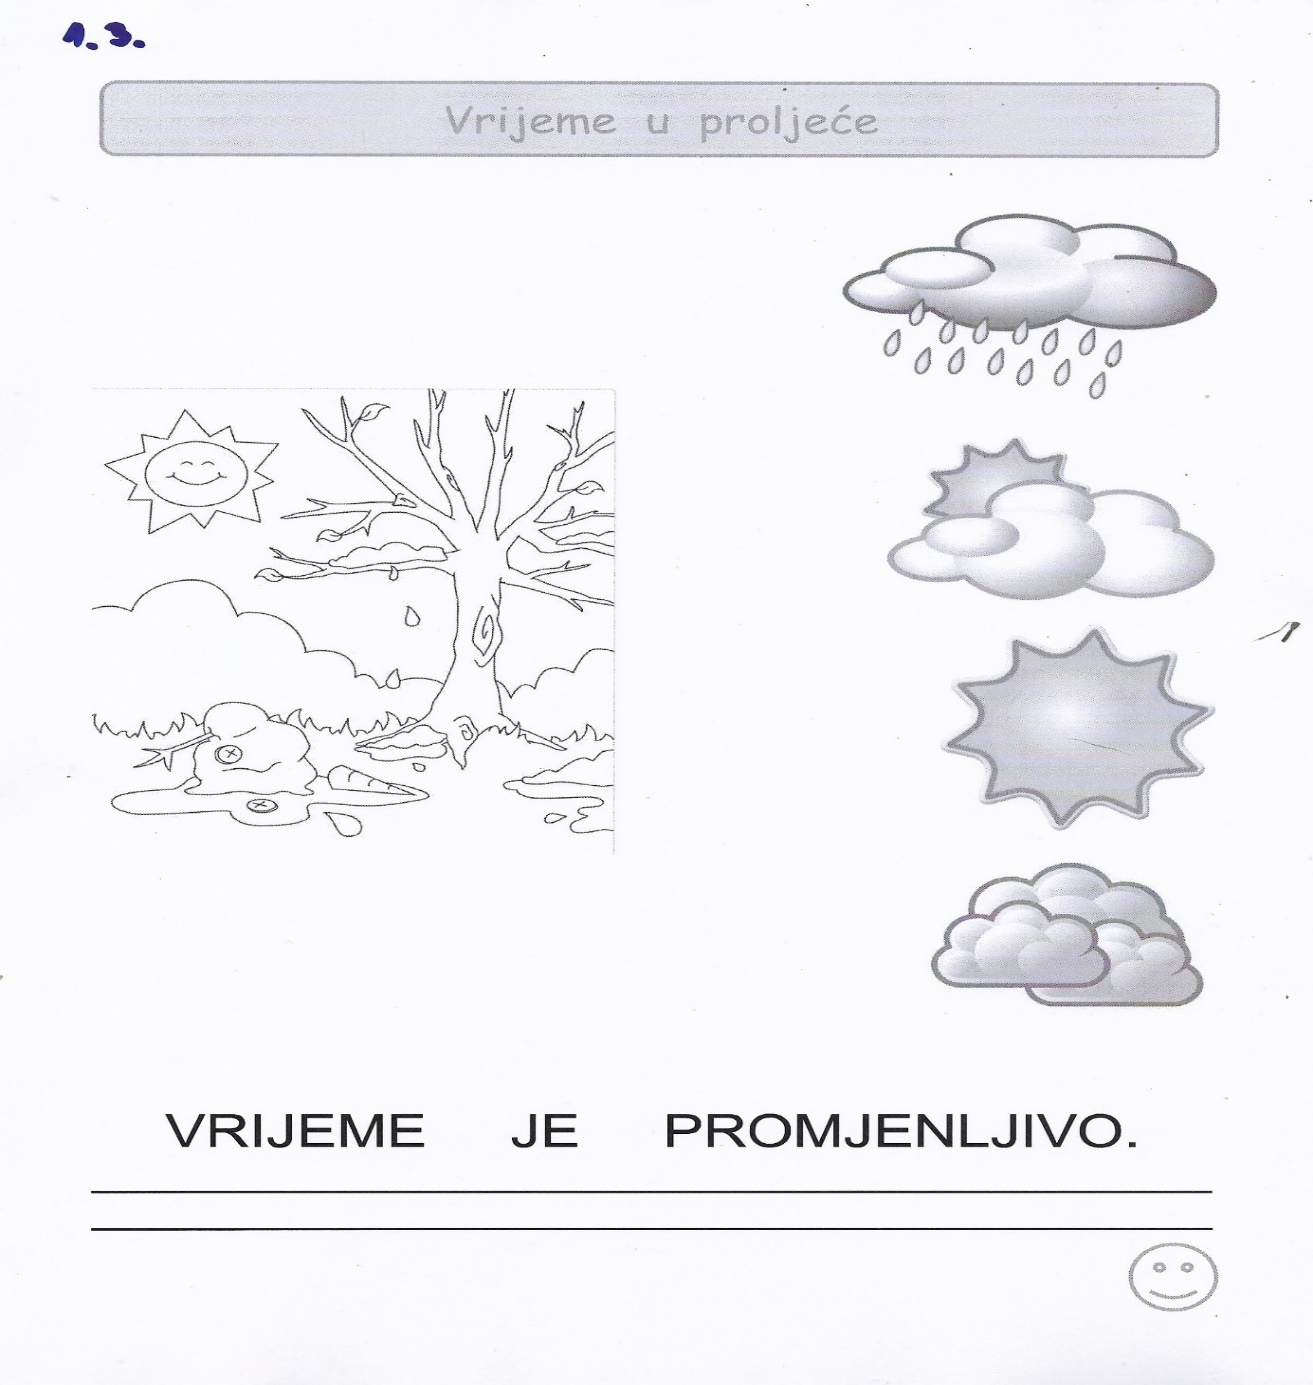 1. 3.
Vrijeme u proljeće
VRIJEME JE PROMJENLJIVO.